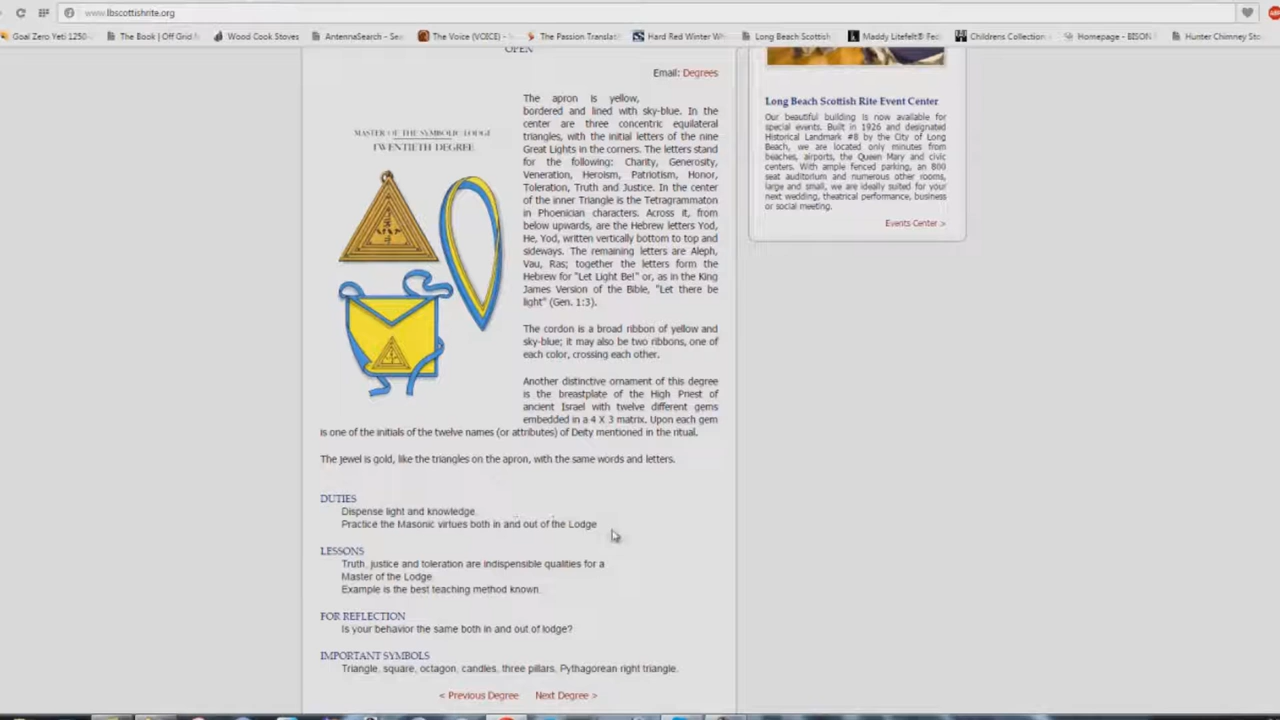 www.lbscottishrite.org
Goal Zero Yeti 1250
The Book | Off Grid
Wood Cook Stoves
AntennaSearch - Se
The Voice (VOICE) -
The Passion Translat
Hard Red Winter W
Long Beach Scottish
Maddy Litefelt® Fe
Childrens Collection
Homepage - BISON
Hunter Chimney Sto
OPEN
Email: Degrees
MASTER OF THE SYMBOLIC LODGE
TWENTIETH DEGREE
The apron is yellow,
bordered and lined with sky-blue. In the
center are three concentric equilateral
triangles, with the initial letters of the nine
Great Lights in the corners. The letters stand
for the following: Charity, Generosity,
Veneration, Heroism, Patriotism, Honor,
Toleration, Truth and Justice. In the center
of the inner Triangle is the Tetragrammaton
in Phoenician characters. Across it, from
below upwards, are the Hebrew letters Yod,
He, Yod, written vertically bottom to top and
sideways. The remaining letters are Aleph,
Vau, Ras; together the letters form the
Hebrew for "Let Light Be!" or, as in the King
James Version of the Bible, "Let there be
light" (Gen. 1:3).
The cordon is a broad ribbon of yellow and
sky-blue; it may also be two ribbons, one of
each color, crossing each other.
Another distinctive ornament of this degree
is the breastplate of the High Priest of
ancient Israel with twelve different gems
embedded in a 4 X 3 matrix. Upon each gem
is one of the initials of the twelve names (or attributes) of Deity mentioned in the ritual.
The jewel is gold, like the triangles on the apron, with the same words and letters.
DUTIES
Dispense light and knowledge.
Practice the Masonic virtues both in and out of the Lodge
LESSONS
Truth, justice and toleration are indispensible qualities for a
Master of the Lodge.
Example is the best teaching method known.
FOR REFLECTION
Is your behavior the same both in and out of lodge?
IMPORTANT SYMBOLS
Triangle, square, octagon, candles, three pillars, Pythagorean right triangle.
< Previous Degree Next Degree >
Long Beach Scottish Rite Event Center
Our beautiful building is now available for
special events. Built in 1926 and designated
Historical Landmark #8 by the City of Long
Beach, we are located only minutes from
beaches, airports, the Queen Mary and civic
centers. With ample fenced parking, an 800
seat auditorium and numerous other rooms,
large and small, we are ideally suited for your
next wedding, theatrical performance, business
or social meeting.
Events Center >